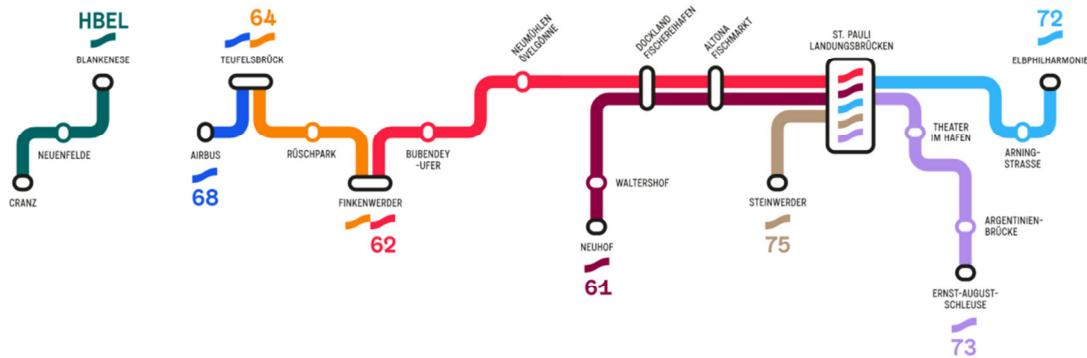 HBEL
BLANKENESE
NEUENFELDE
CRANZ
64
TEUFELSBRÜCK
AIRBUS
68
RÜSCHPARK
FINKENWERDER
62
BUBENDEY
-UFER
NEUMÜHLEN
ÖVELGÖNNE
DOCKLAND
FISCHEREIHAFEN
ALTONA
FISCHMARKT
WALTERSHOF
NEUHOF
61
ST. PAULI
LANDUNGSBRÜCKEN
STEINWERDER
75
72
ELBPHILHARMONIE
ARNING-
STRASSE
THEATER
IM HAFEN
ARGENTINIEN-
BRÜCKE
ERNST-AUGUST-
SCHLEUSE
73